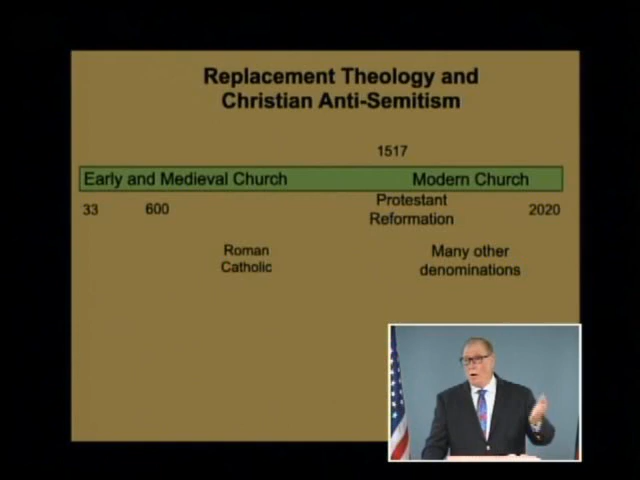 Replacement Theology and
Christian Anti-Semitism
1517
Early and Medieval Church
Modern Church
33
600
Protestant
Reformation
2020
Roman
Catholic
Many other
denominations